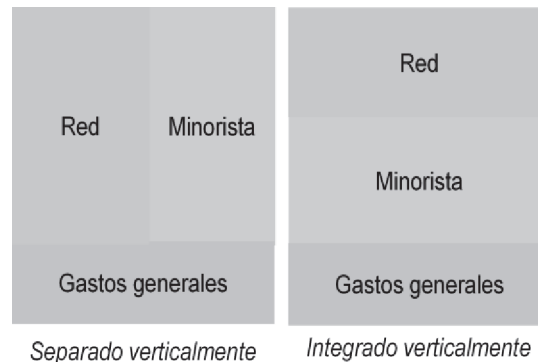 Red
Minorista
Gastos generales
Separado verticalmente
Red
Minorista
Gastos generales
Integrado verticalmente